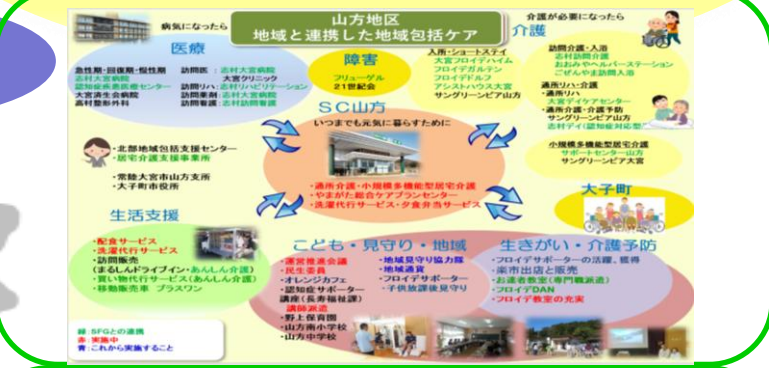 山方地区
地域と連携した地域包括ケア
病気になったら
医療
急性期・回復期・慢性期
志村大宮病院
認知症疾患医療センター
大宮済生会病院
高村整形外科
訪問医 : 志村大宮病院
大宮クリニック
訪問リハ: 志村リハビリテーション
訪問薬剤: 志村大宮病院
訪問看護: 志村訪問看護
障害
フリューゲル
21世紀会
介護が必要になったら
介護
入所・ショートステイ
大宮フロイデハイム
フロイデガルテン
フロイデドルフ
アシストハウス大宮
サングリーンピア山方
訪問介護・入浴
志村訪問介護
おおみやヘルパーステーション
ごぜんやま訪問入浴
通所リハ・介護
・通所リハ
大宮デイケアセンター
・通所介護・介護予防
サングリーンピア山方
志村デイ(認知症対応型)
小規模多機能型居宅介護
サポートセンター山方
サングリーンピア大宮
SC山方
いつまでも元気に暮らすために
・通所介護・小規模多機能型居宅介護
・やまがた総合ケアプランセンター
・洗濯代行サービス・夕食弁当サービス
・北部地域包括支援センター
・居宅介護支援事業所
・常陸大宮市山方支所
・大子町市役所
大子町
生活支援
・配食サービス
・洗濯代行サービス
・訪問販売
(まるしんドライブイン・あんしん介護)
・買い物代行サービス(あんしん介護)
・移動販売車 プラスワン
こども・見守り・地域
・運営推進会議
・民生委員
・オレンジカフェ
・認知症サポーター
講座(長寿福祉課)
講師派遣
・野上保育園
・山方南小学校
・山方中学校
・地域見守り協力隊
・地域通貨
・フロイデサポーター
・子供放課後見守り
生きがい・介護予防
・フロイデサポーターの活躍、獲得
・楽市出店と販売
・お達者教室(専門職派遣)
・フロイデDAN
・フロイデ教室の充実
緑:SFGとの連携
赤:実施中
青:これから実施すること